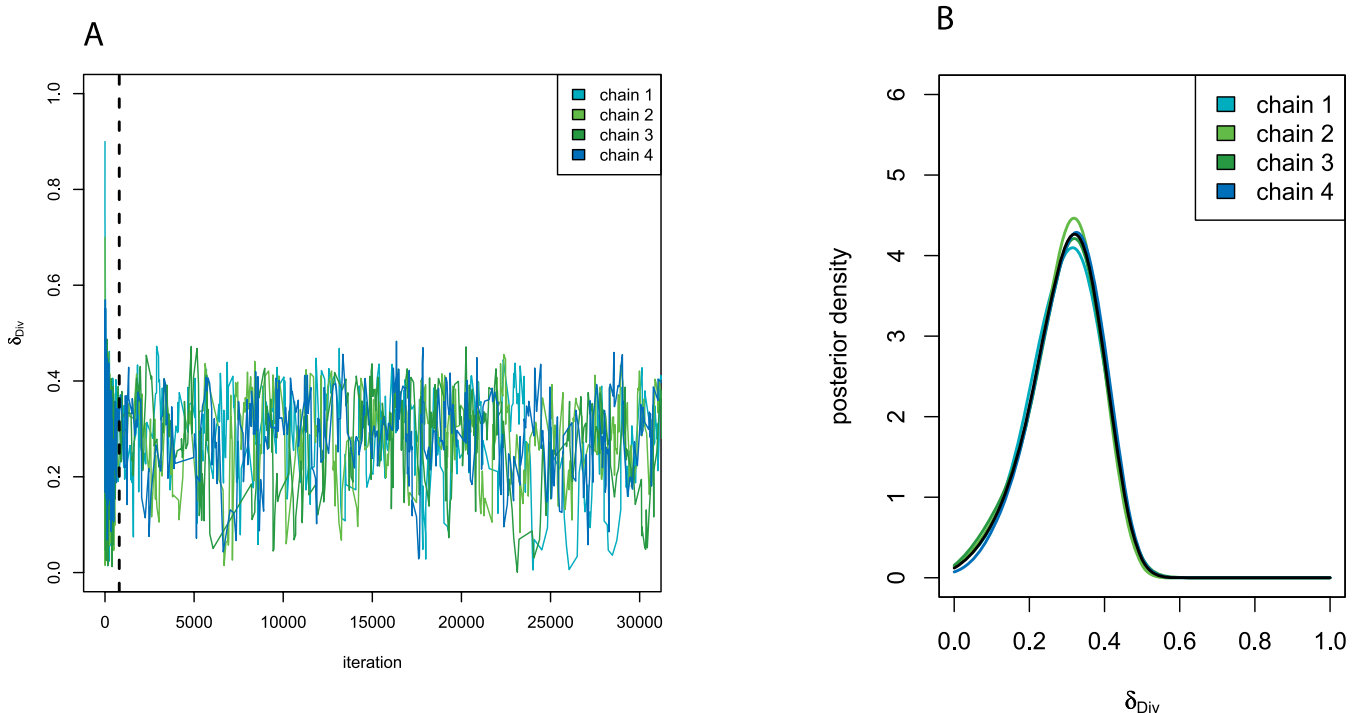 A
chain 1
chain 2
chain 3
chain 4
1.0
0.8
0.6
0.4
0.2
0.0
δDiv
0 5000 10000 15000 20000 25000 30000
iteration
B
chain 1
chain 2
chain 3
chain 4
6
5
4
3
2
1
0
posterior density
0.0 0.2 0.4 0.6 0.8 1.0
δDiv